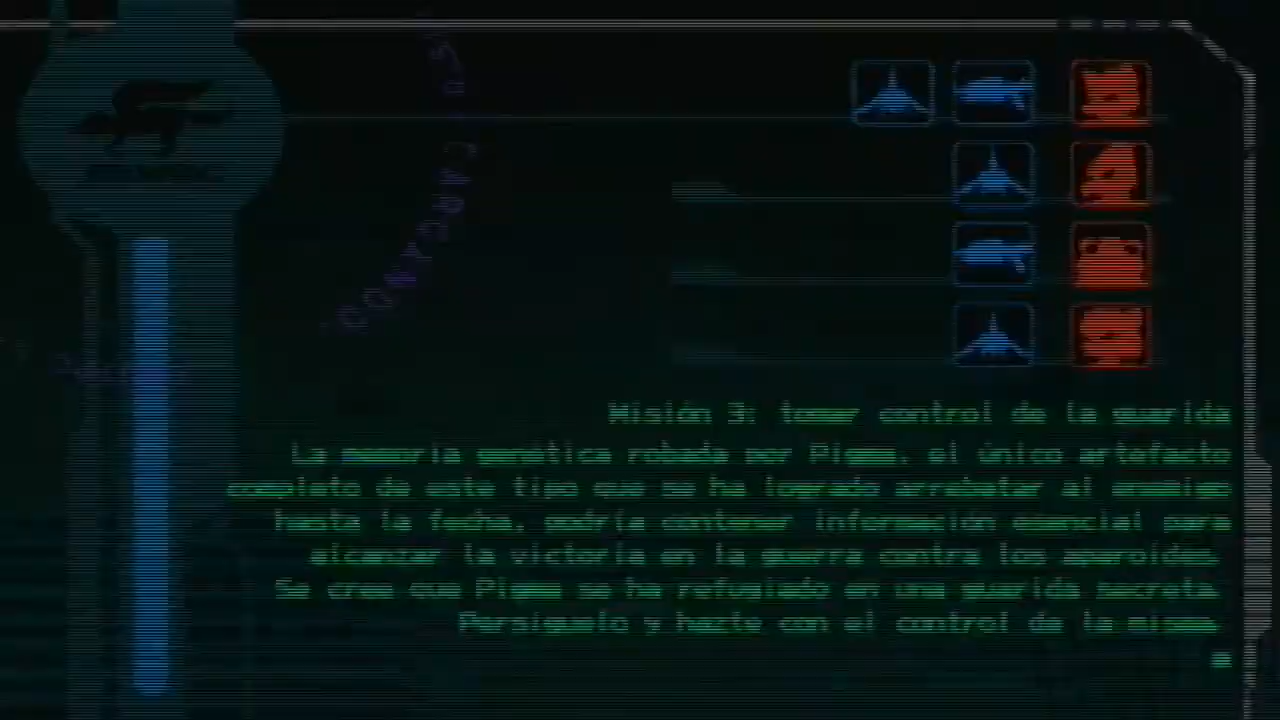 Misión 3: tomar control de la guarida
La memoria genética robada por Pigma, el único artefacto
completo de este tipo que se ha logrado arrebatar al enemigo
hasta la fecha, podría contener información esencial para
alcanzar la victoria en la guerra contra los aparoides.
Se cree que Pigma se ha refugiado en una guarida secreta.
Persíguelo y hazte con el control de la misma.